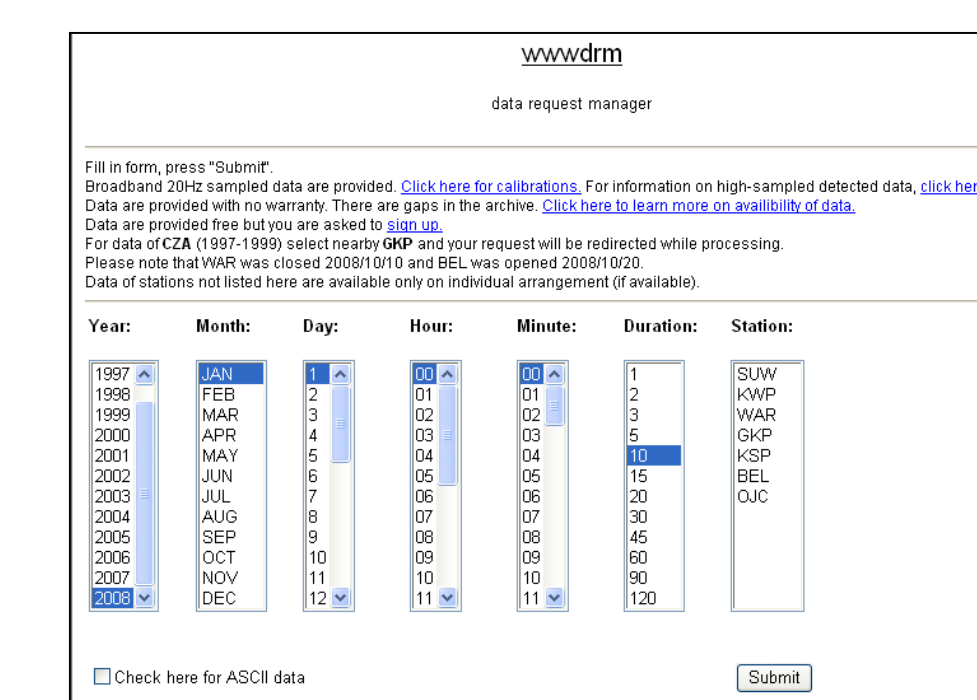 wwwdrm
data request manager
Fill in form, press "Submit".
Broadband 20Hz sampled data are provided. Click here for calibrations. For information on high-sampled detected data, click her
Data are provided with no warranty. There are gaps in the archive. Click here to learn more on availibility of data.
Data are provided free but you are asked to sign up.
For data of CZA (1997-1999) select nearby GKP and your request will be redirected while processing.
Please note that WAR was closed 2008/10/10 and BEL was opened 2008/10/20.
Data of stations not listed here are available only on individual arrangement (if available).
Year: Month: Day: Hour: Minute: Duration: Station:
1997 JAN 1 00 00 1 SUW
1998 FEB 2 01 01 2 KWP
1999 MAR 3 02 02 3 WAR
2000 APR 4 03 03 5 GKP
2001 MAY 5 04 04 10 KSP
2002 JUN 6 05 05 15 BEL
2003 JUL 7 06 06 20 OJC
2004 AUG 8 07 07 30
2005 SEP 9 08 08 45
2006 OCT 10 09 09 60
2007 NOV 11 10 10 90
2008 DEC 12 11 11 120
Check here for ASCII data Submit